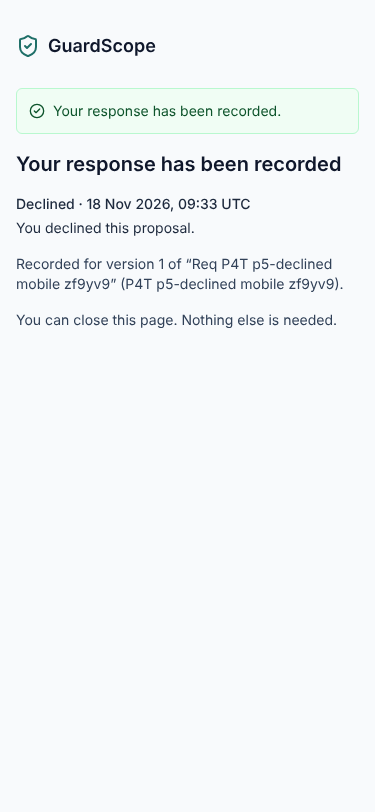 GuardScope
Your response has been recorded.
Your response has been recorded
Declined · 18 Nov 2026, 09:33 UTC
You declined this proposal.
Recorded for version 1 of “Req P4T p5-declined
mobile zf9yv9” (P4T p5-declined mobile zf9yv9).
You can close this page. Nothing else is needed.